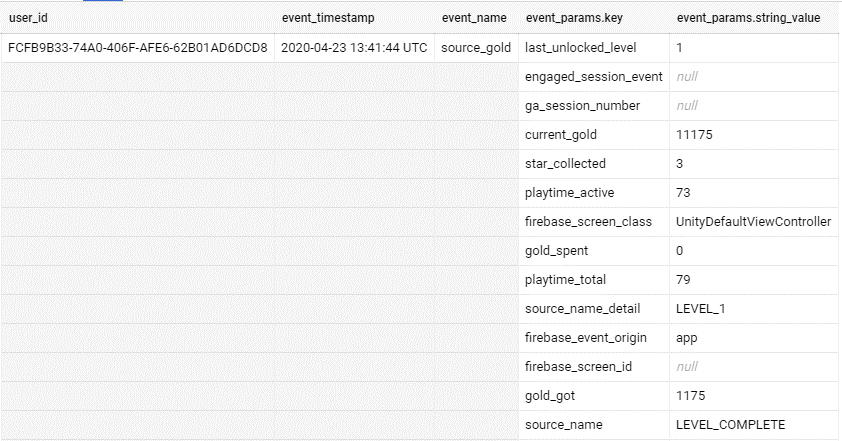 user_id event_timestamp event_name event_params.key event_params.string_value
FCFB9B33-74A0-406F-AFE6-62B01AD6DCD8 2020-04-23 13:41:44 UTC source_gold last_unlocked_level 1
engaged_session_event null
ga_session_number null
current_gold 11175
star_collected 3
playtime_active 73
firebase_screen_class UnityDefaultViewController
gold_spent 0
playtime_total 79
source_name_detail LEVEL_1
firebase_event_origin app
firebase_screen_id null
gold_got 1175
source_name LEVEL_COMPLETE